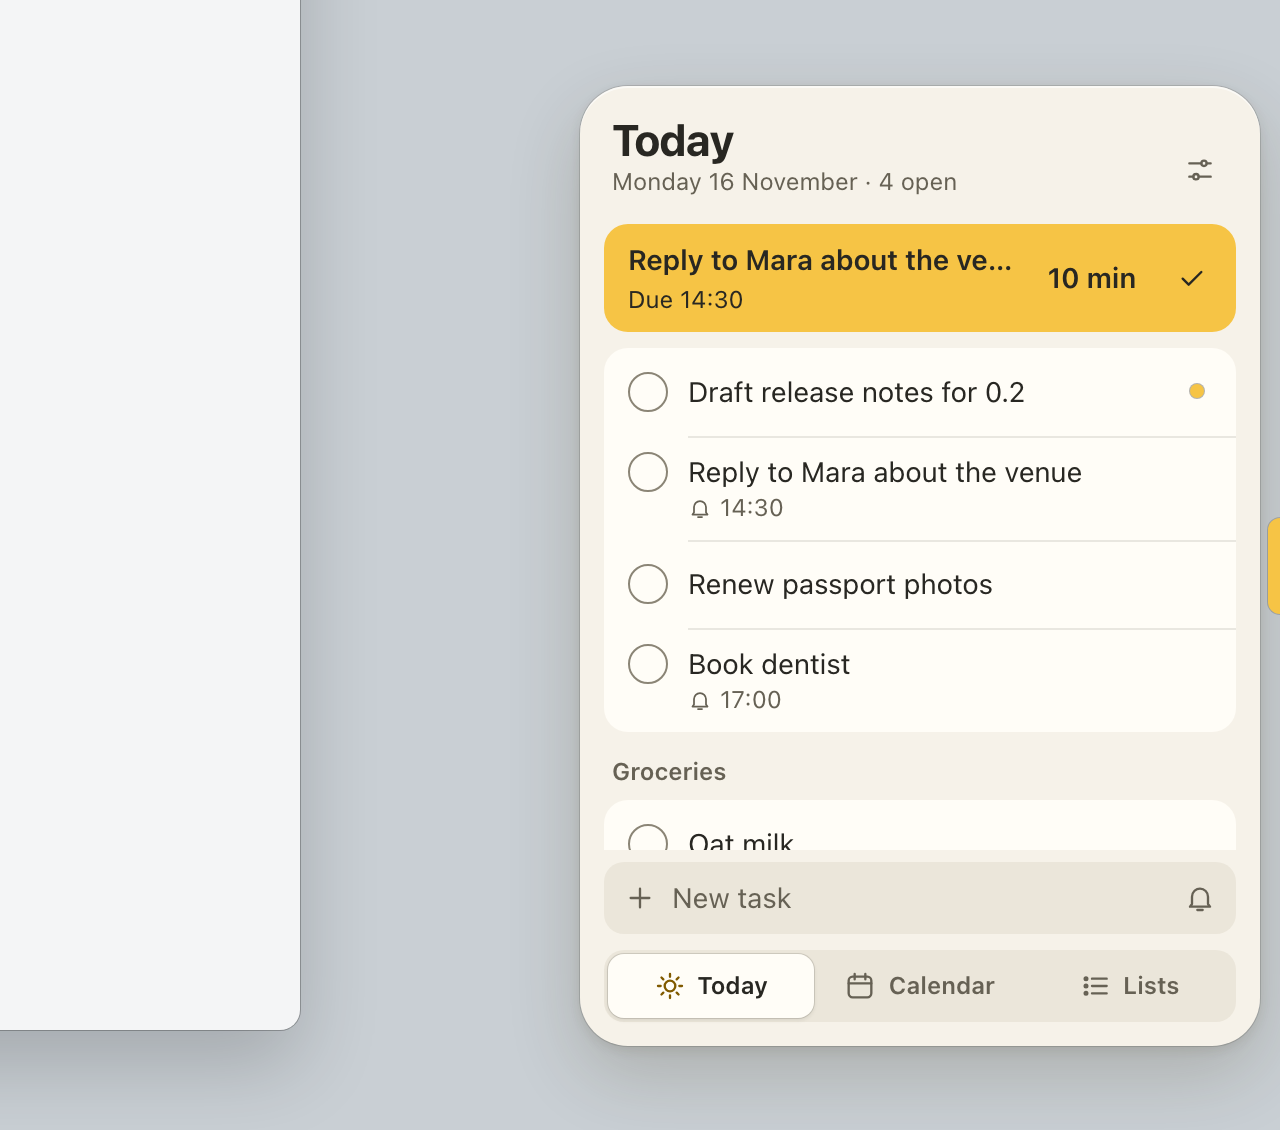 Today
Monday 16 November · 4 open
Reply to Mara about the ve...
Due 14:30
10 min
Draft release notes for 0.2
Reply to Mara about the venue
14:30
Renew passport photos
Book dentist
17:00
Groceries
Oat milk
New task
Today
Calendar
Lists